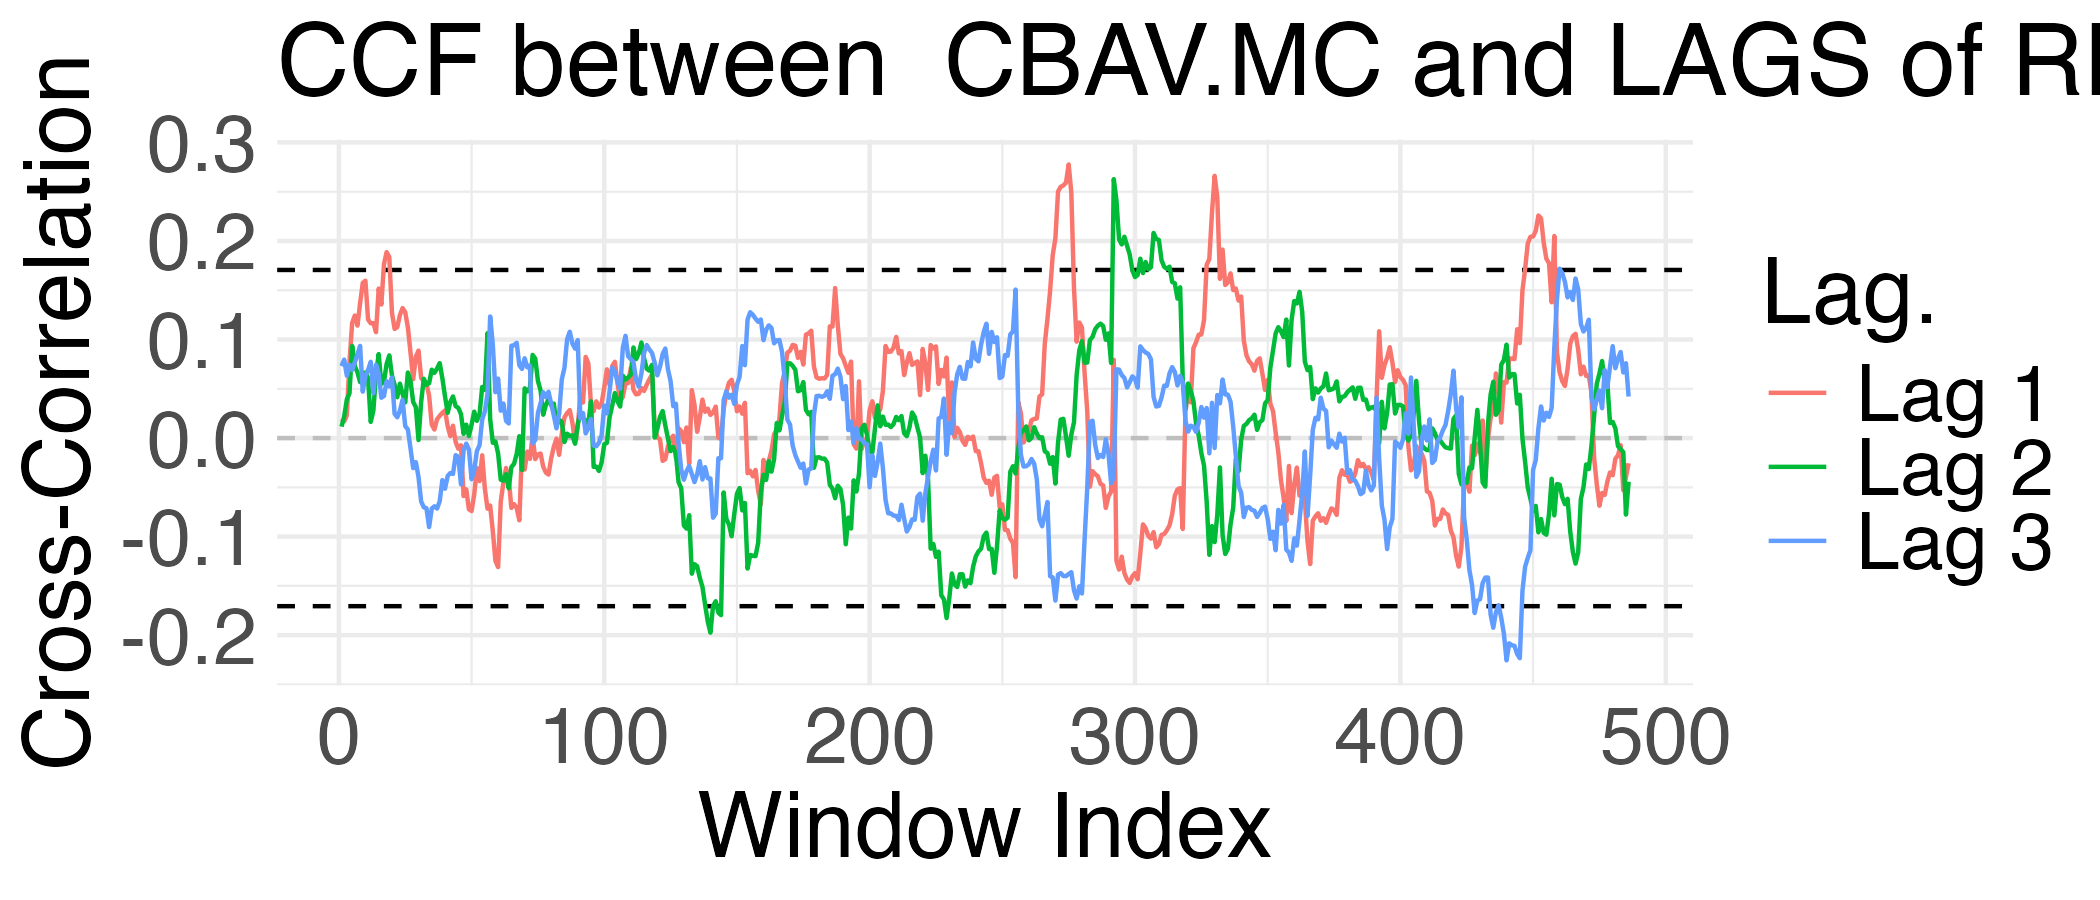 CCF between CBAV.MC and LAGS of
Cross-Correlation
0.3
0.2
0.1
0.0
-0.1
-0.2
0 100 200 300 400 500
Window Index
Lag.
Lag 1
Lag 2
Lag 3